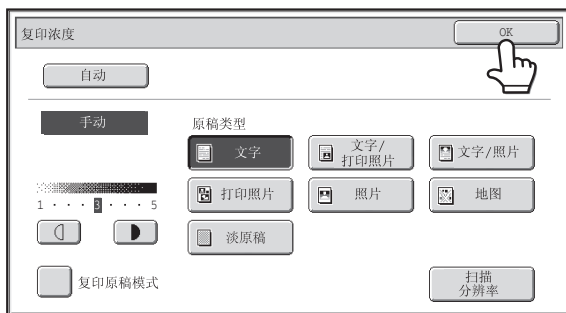 复印浓度
OK
自动
手动
原稿类型
文字
文字/
打印照片
文字/照片
打印照片
照片
地图
1 · · · 3 · · · 5
淡原稿
复印原稿模式
扫描
分辨率